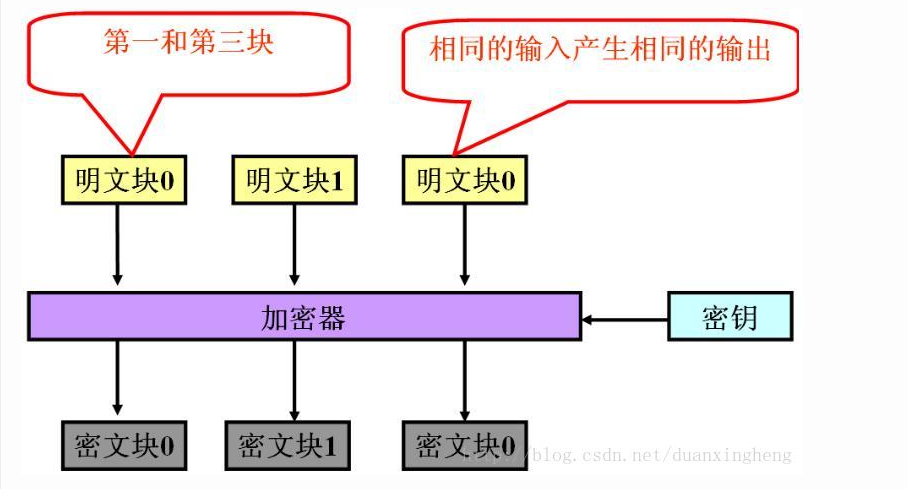 第一和第三块
相同的输入产生相同的输出
明文块0
明文块1
明文块0
加密器
密钥
密文块0
密文块1
密文块0
http://blog.csdn.net/duanxingheng